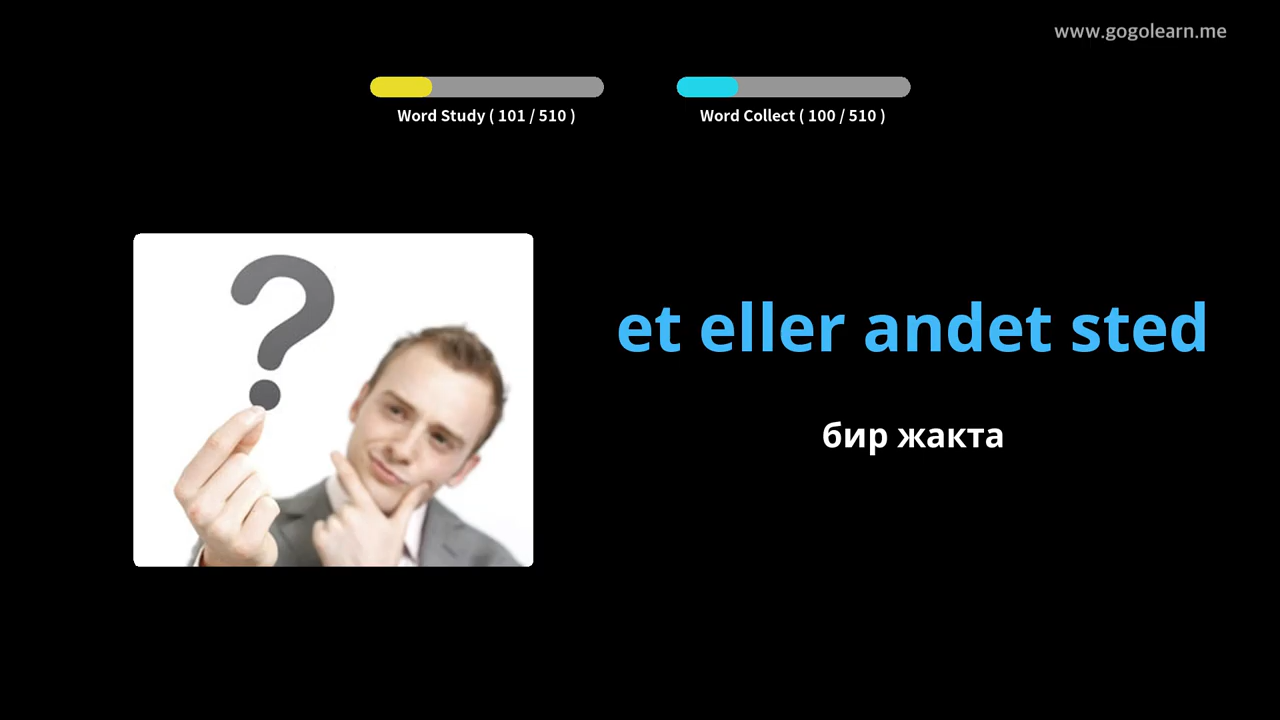 www.gogolearn.me
Word Study ( 101 / 510 )
Word Collect ( 100 / 510 )
et eller andet sted
бир жакта